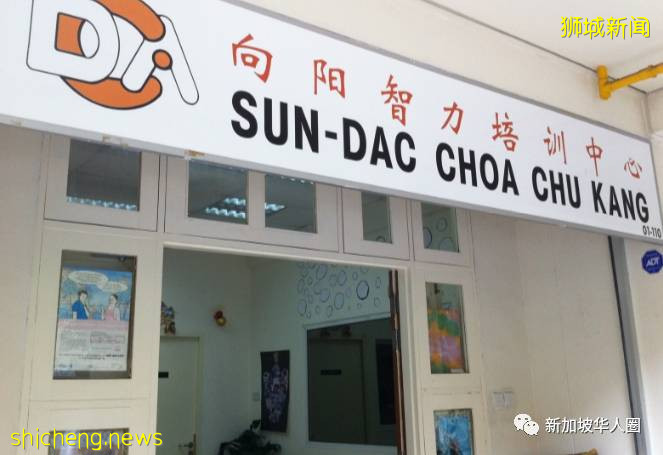 狮城新闻
DCA
向阳智力培训中心
SUN-DAC CHOA CHU KANG
01-110
ADT
shicheng.news
新加坡华人圈